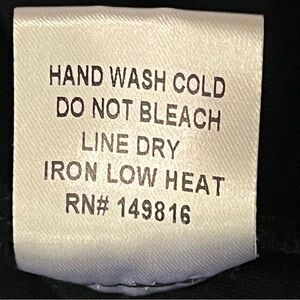 HAND WASH COLD
DO NOT BLEACH
LINE DRY
IRON LOW HEAT
RN# 149816